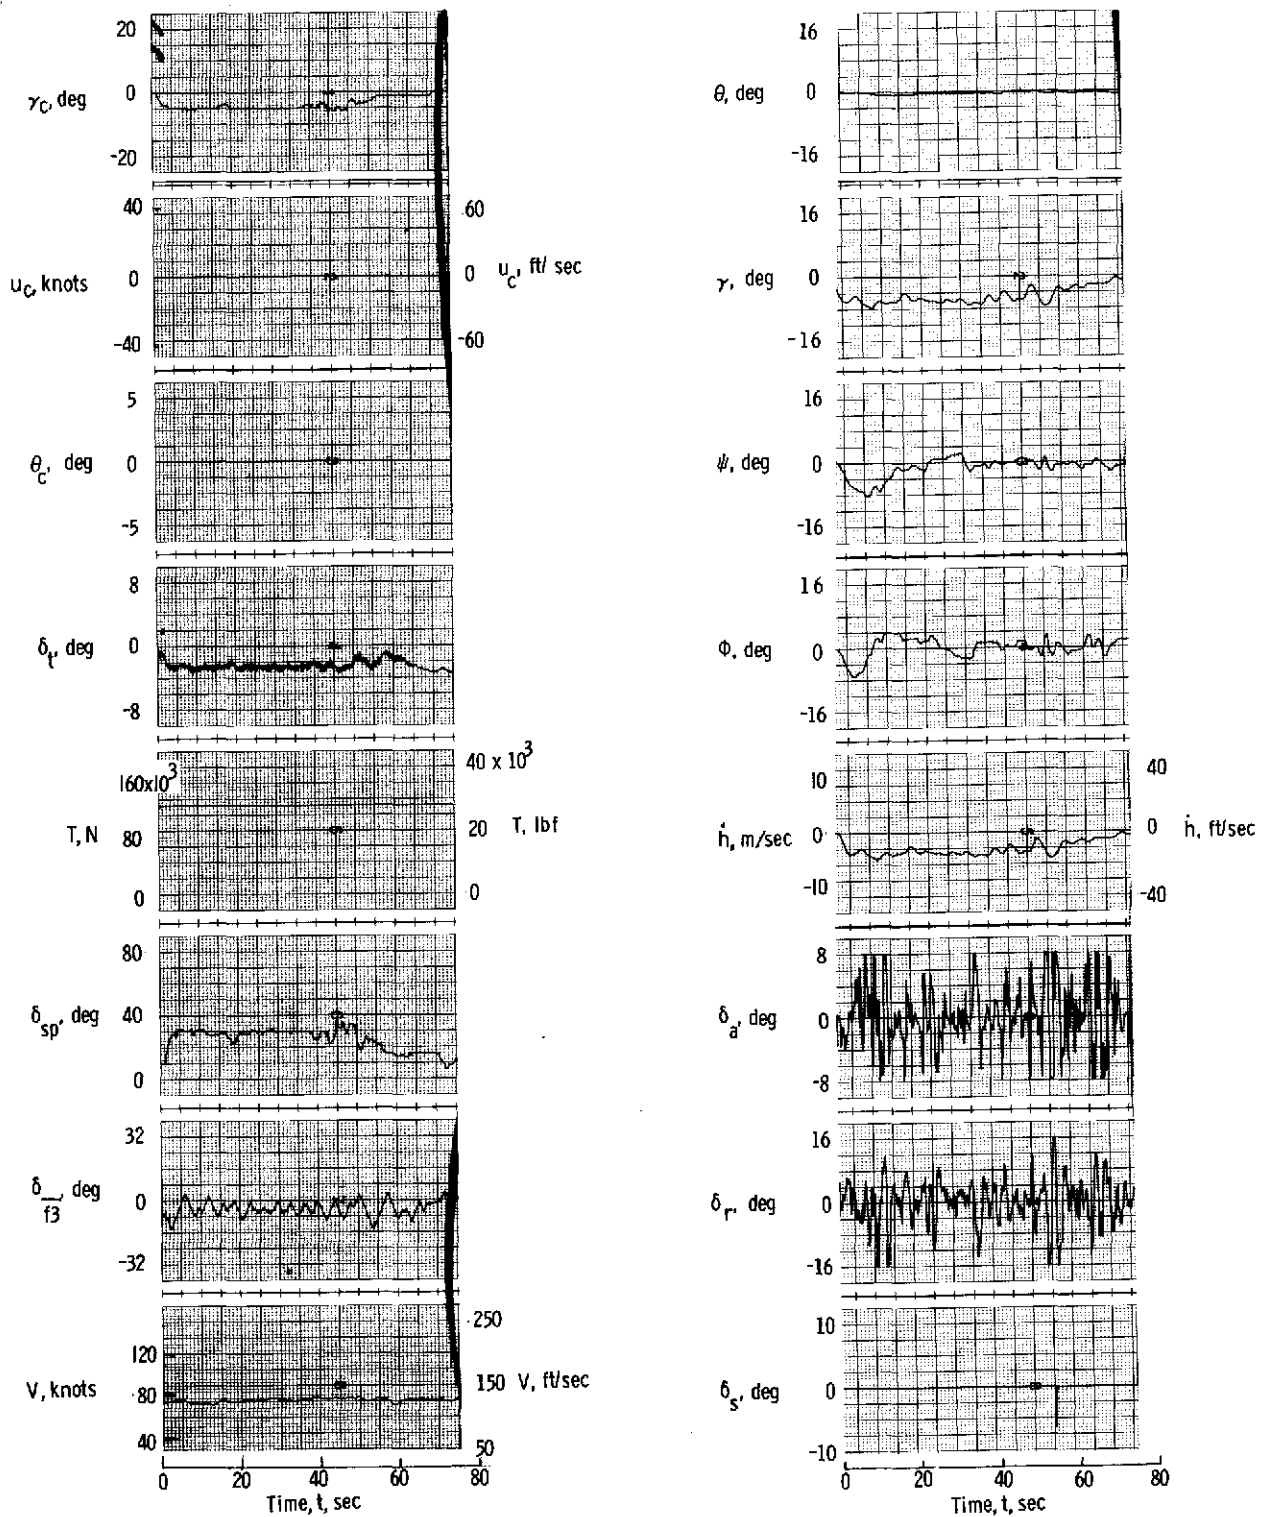 20
γc, deg
0
-20
40
60
uc, knots
0
0
uc, ft/ sec
-40
-60
5
θc, deg
0
-5
8
0
δt, deg
-8
160x10³
40 x 10³
T, N
80
20
T, lbf
0
0
80
δsp, deg
40
0
32
δf3, deg
0
-32
250
120
V, knots
80
150
V, ft/sec
40
50
0
20
40
60
80
Time, t, sec
16
θ, deg
0
-16
16
γ, deg
0
-16
16
ψ, deg
0
-16
16
Φ, deg
0
-16
10
40
ḣ, m/sec
0
0
ḣ, ft/sec
-10
-40
8
δa, deg
0
-8
16
δr, deg
0
-16
10
δs, deg
0
-10
0
20
40
60
80
Time, t, sec